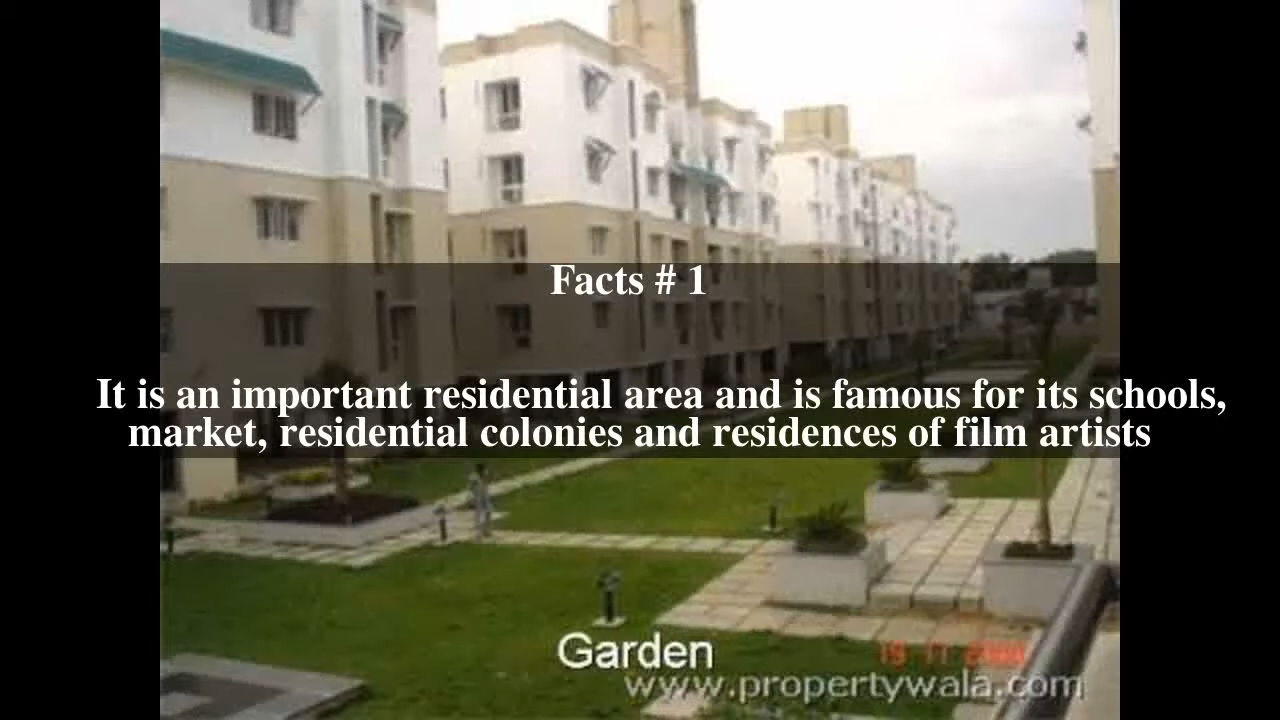 Facts # 1
It is an important residential area and is famous for its schools,
market, residential colonies and residences of film artists
Garden
www.propertywala.com